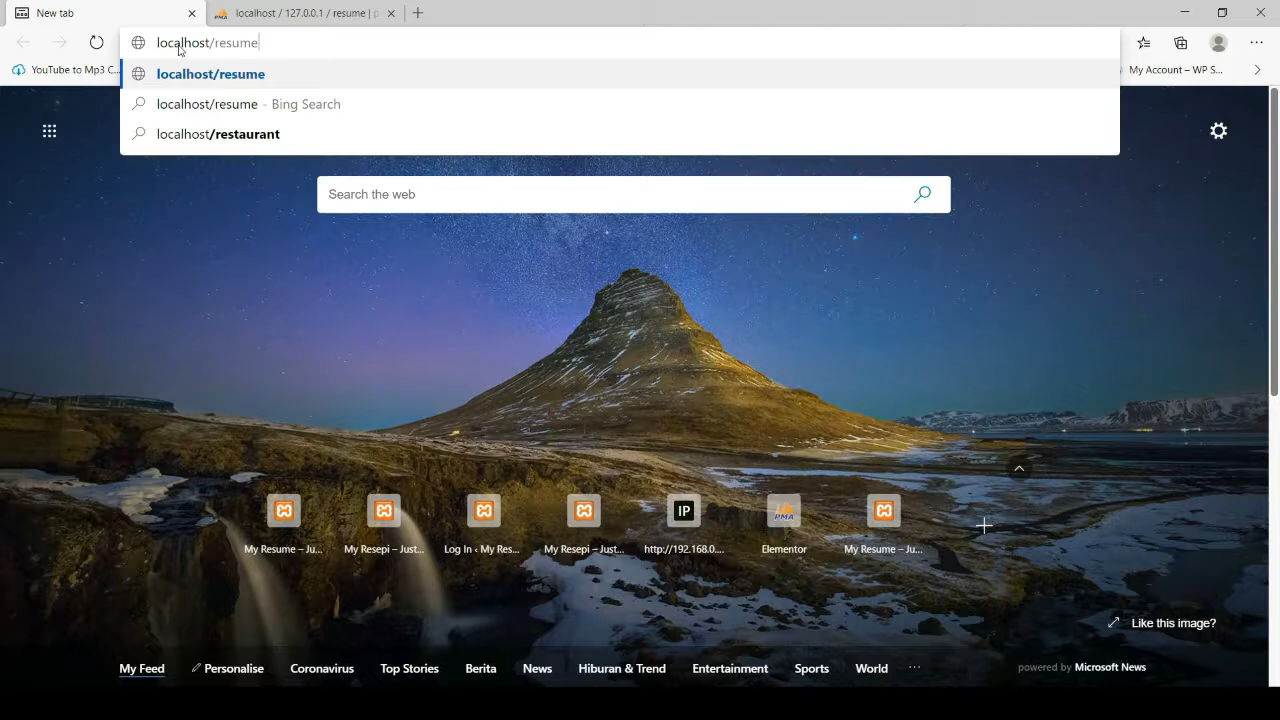 New tab
localhost / 127.0.0.1 / resume | p
localhost/resume
YouTube to Mp3 C...
My Account – WP S...
localhost/resume
localhost/resume - Bing Search
localhost/restaurant
Search the web
My Resume – Ju...
My Resepi – Just...
Log In ‹ My Res...
My Resepi – Just...
IP
http://192.168.0....
PMA
Elementor
My Resume – Ju...
Like this image?
My Feed
Personalise
Coronavirus
Top Stories
Berita
News
Hiburan & Trend
Entertainment
Sports
World
...
powered by Microsoft News